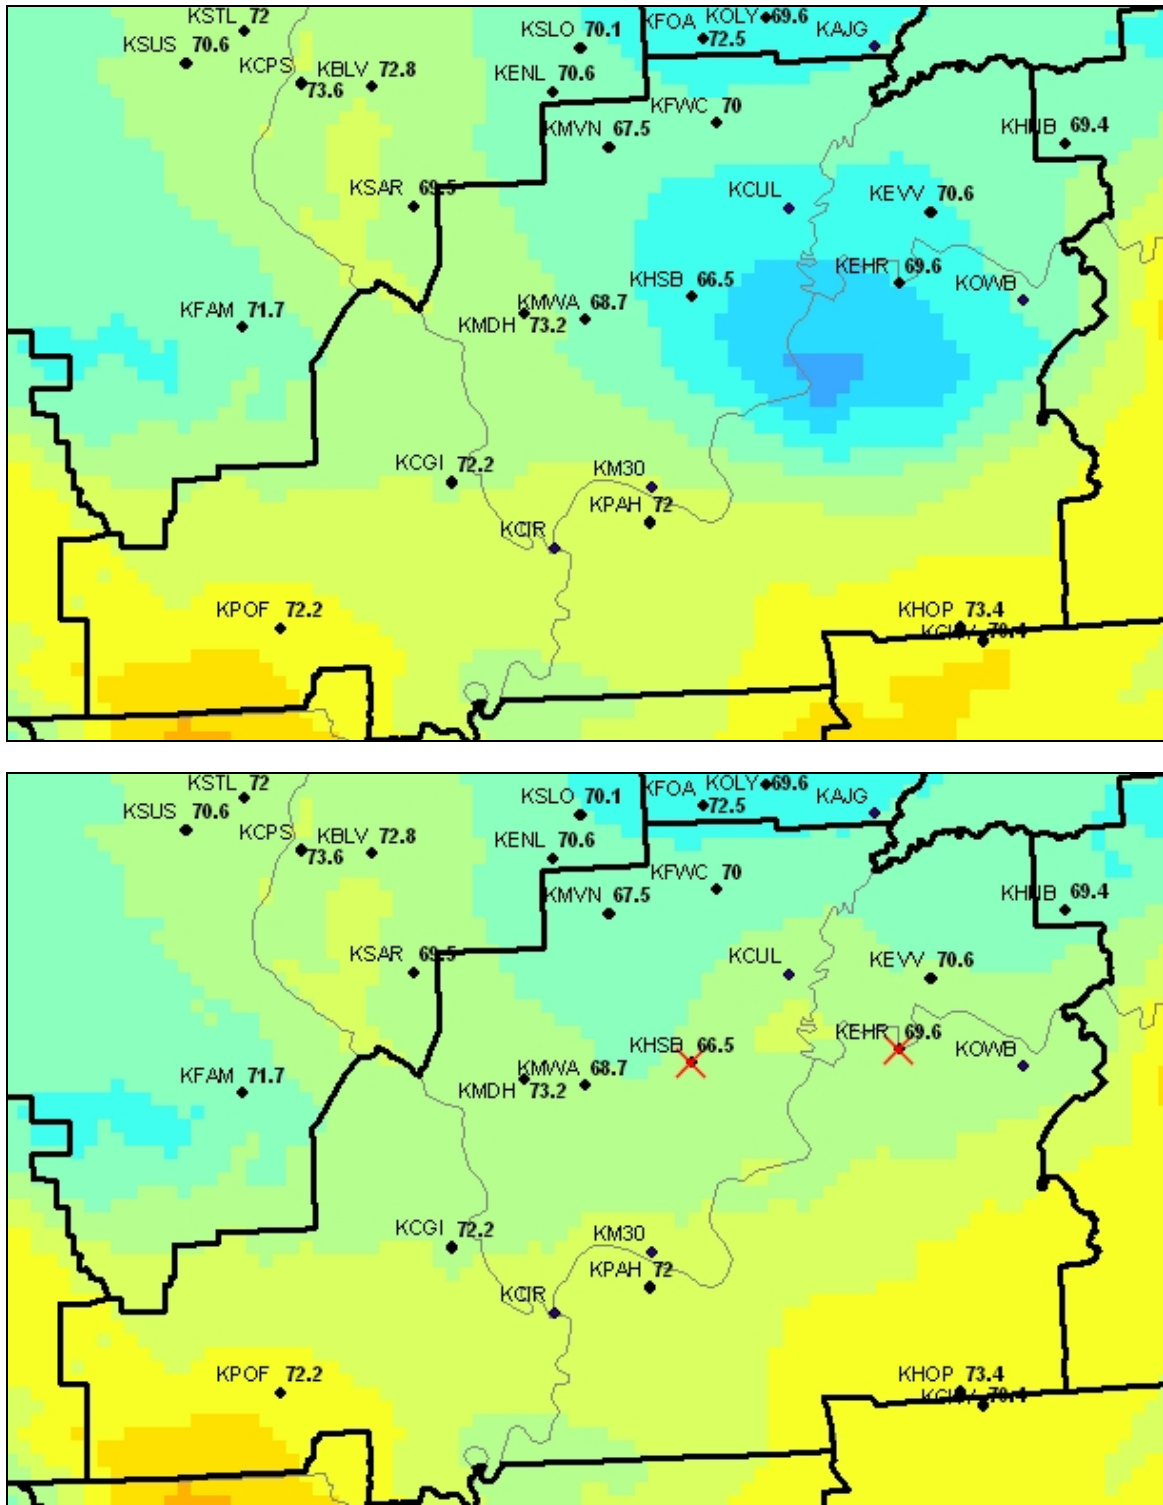 KSTL 72
KOLY 69.6
KSUS 70.6
KSLO 70.1
KFOA 72.5
KAJG
KCPS 73.6
KBLV 72.8
KENL 70.6
KFWC 70
KMVN 67.5
KHNB 69.4
KSAR 69.5
KCUL
KEVV 70.6
KEHR 69.6
KHSB 66.5
KOWB
KFAM 71.7
KMWA 68.7
KMDH 73.2
KCGI 72.2
KM30
KPAH 72
KCIR
KPOF 72.2
KHOP 73.4
KSTL 72
KOLY 69.6
KSUS 70.6
KSLO 70.1
KFOA 72.5
KAJG
KCPS 73.6
KBLV 72.8
KENL 70.6
KFWC 70
KMVN 67.5
KHNB 69.4
KSAR 69.5
KCUL
KEVV 70.6
KEHR 69.6
KHSB 66.5
KOWB
KFAM 71.7
KMWA 68.7
KMDH 73.2
KCGI 72.2
KM30
KPAH 72
KCIR
KPOF 72.2
KHOP 73.4